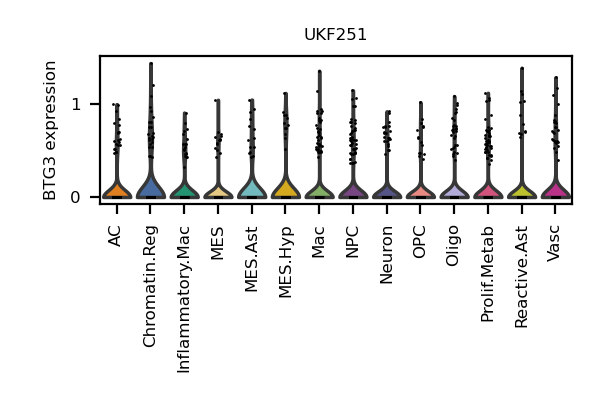 UKF251
BTG3 expression
1
0
AC
Chromatin.Reg
Inflammatory.Mac
MES
MES.Ast
MES.Hyp
Mac
NPC
Neuron
OPC
Oligo
Prolif.Metab
Reactive.Ast
Vasc